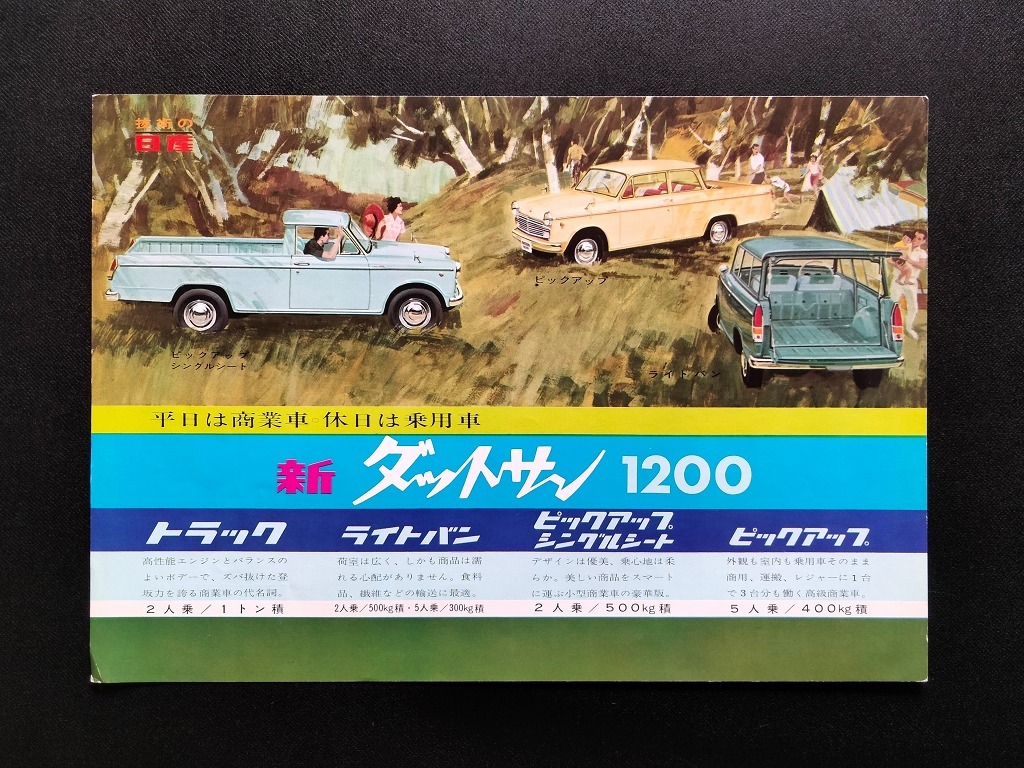 技術の
日産
ピックアップ
ピックアップ
シングルシート
ライトバン
平日は商業車・休日は乗用車
新 ダットサン 1200
トラック
高性能エンジンとバランスの
よいボデーで、ズバ抜けた登
坂力を誇る商業車の代名詞。
2人乗/1トン積
ライトバン
荷室は広く、しかも商品は濡
れる心配がありません。食料
品、繊維などの輸送に最適。
2人乗/500kg積・5人乗/300kg積
ピックアップ
シングルシート
デザインは優美、乗心地は柔
らか。美しい商品をスマート
に運ぶ小型商業車の豪華版。
2人乗/500kg積
ピックアップ
外観も室内も乗用車そのまま
商用、運搬、レジャーに1台
で3台分も働く高級商業車。
5人乗/400kg積